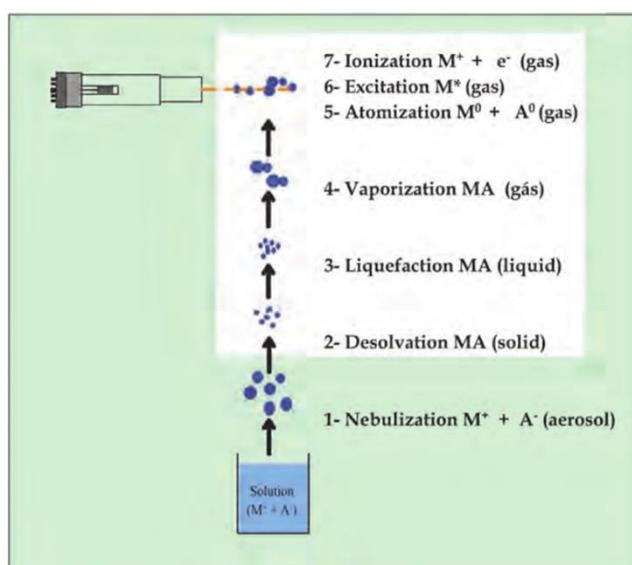 7- Ionization M⁺ + e⁻ (gas)
6- Excitation M* (gas)
5- Atomization M⁰ + A⁰ (gas)
4- Vaporization MA (gás)
3- Liquefaction MA (liquid)
2- Desolvation MA (solid)
1- Nebulization M⁺ + A⁻ (aerosol)
Solution
(M⁺ + A⁻)